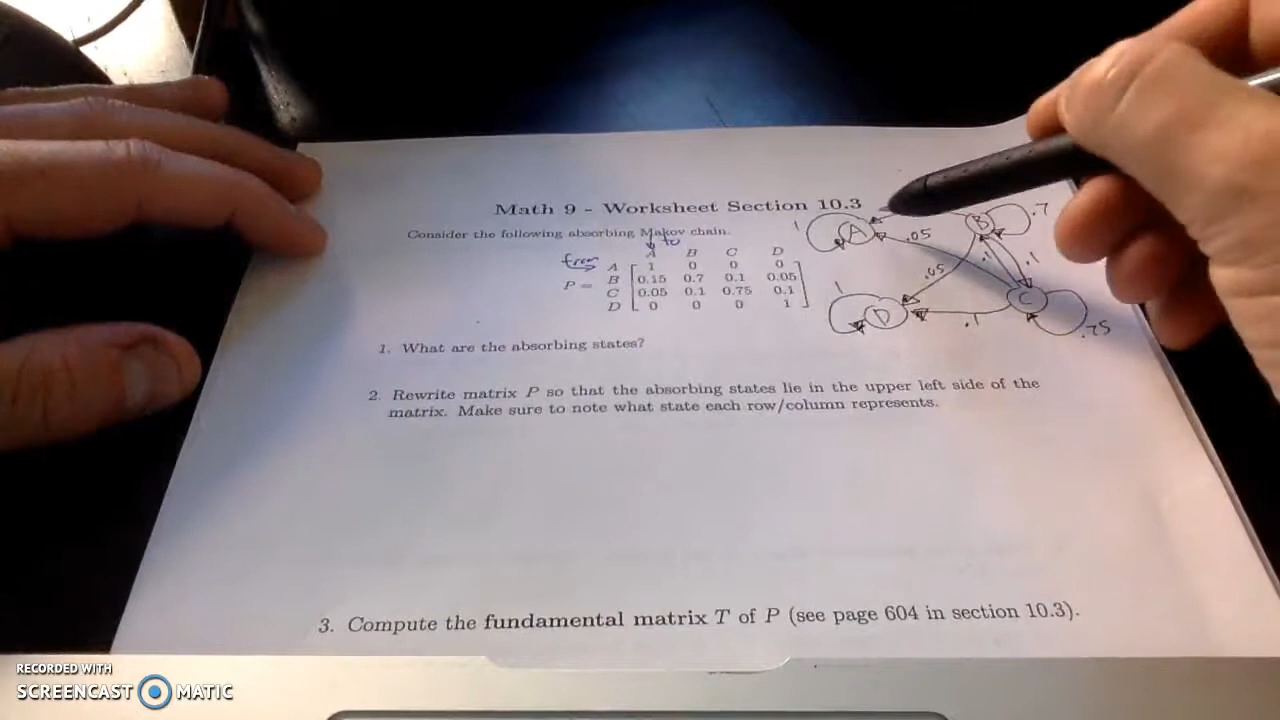 Math 9 - Worksheet Section 10.3
Consider the following absorbing Makov chain.
to
from
A B C D
A 1 0 0 0
P = B 0.15 0.7 0.1 0.05
C 0.05 0.1 0.75 0.1
D 0 0 0 1
1 A B .7
.05
.05 .1 .1
1 D C
.1 .75
1. What are the absorbing states?
2. Rewrite matrix P so that the absorbing states lie in the upper left side of the
matrix. Make sure to note what state each row/column represents.
3. Compute the fundamental matrix T of P (see page 604 in section 10.3).
RECORDED WITH
SCREENCAST MATIC